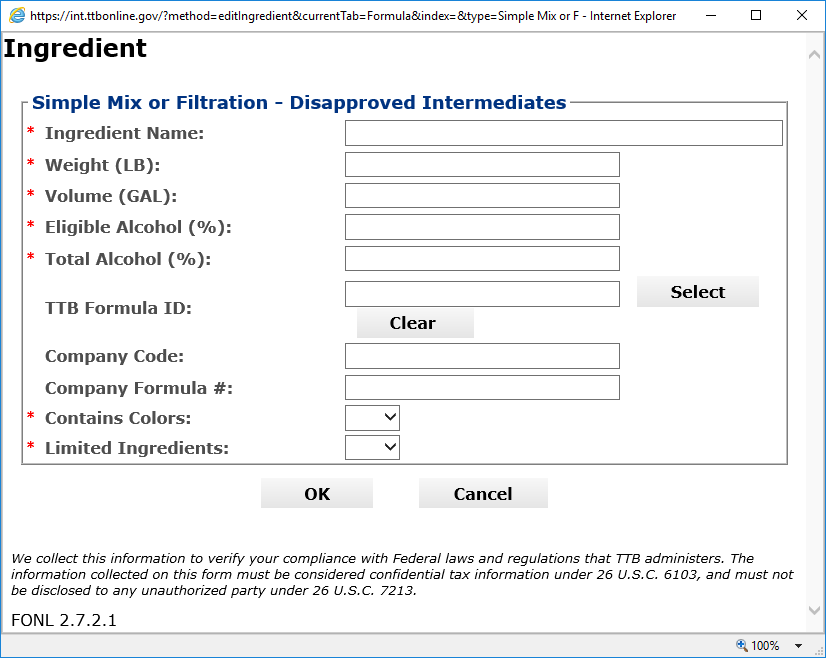 https://int.ttbonline.gov/?method=editIngredient&currentTab=Formula&index=&type=Simple Mix or F - Internet Explorer
Ingredient
Simple Mix or Filtration - Disapproved Intermediates
* Ingredient Name:
* Weight (LB):
* Volume (GAL):
* Eligible Alcohol (%):
* Total Alcohol (%):
TTB Formula ID:
Select
Clear
Company Code:
Company Formula #:
* Contains Colors:
* Limited Ingredients:
OK Cancel
We collect this information to verify your compliance with Federal laws and regulations that TTB administers. The
information collected on this form must be considered confidential tax information under 26 U.S.C. 6103, and must not
be disclosed to any unauthorized party under 26 U.S.C. 7213.
FONL 2.7.2.1
100%